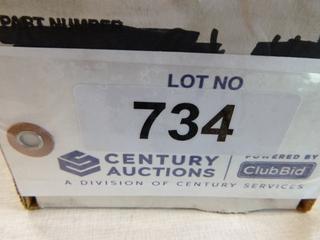 PART NUMBER
LOT NO
734
CENTURY AUCTIONS
POWERED BY
ClubBid
A DIVISION OF CENTURY SERVICES